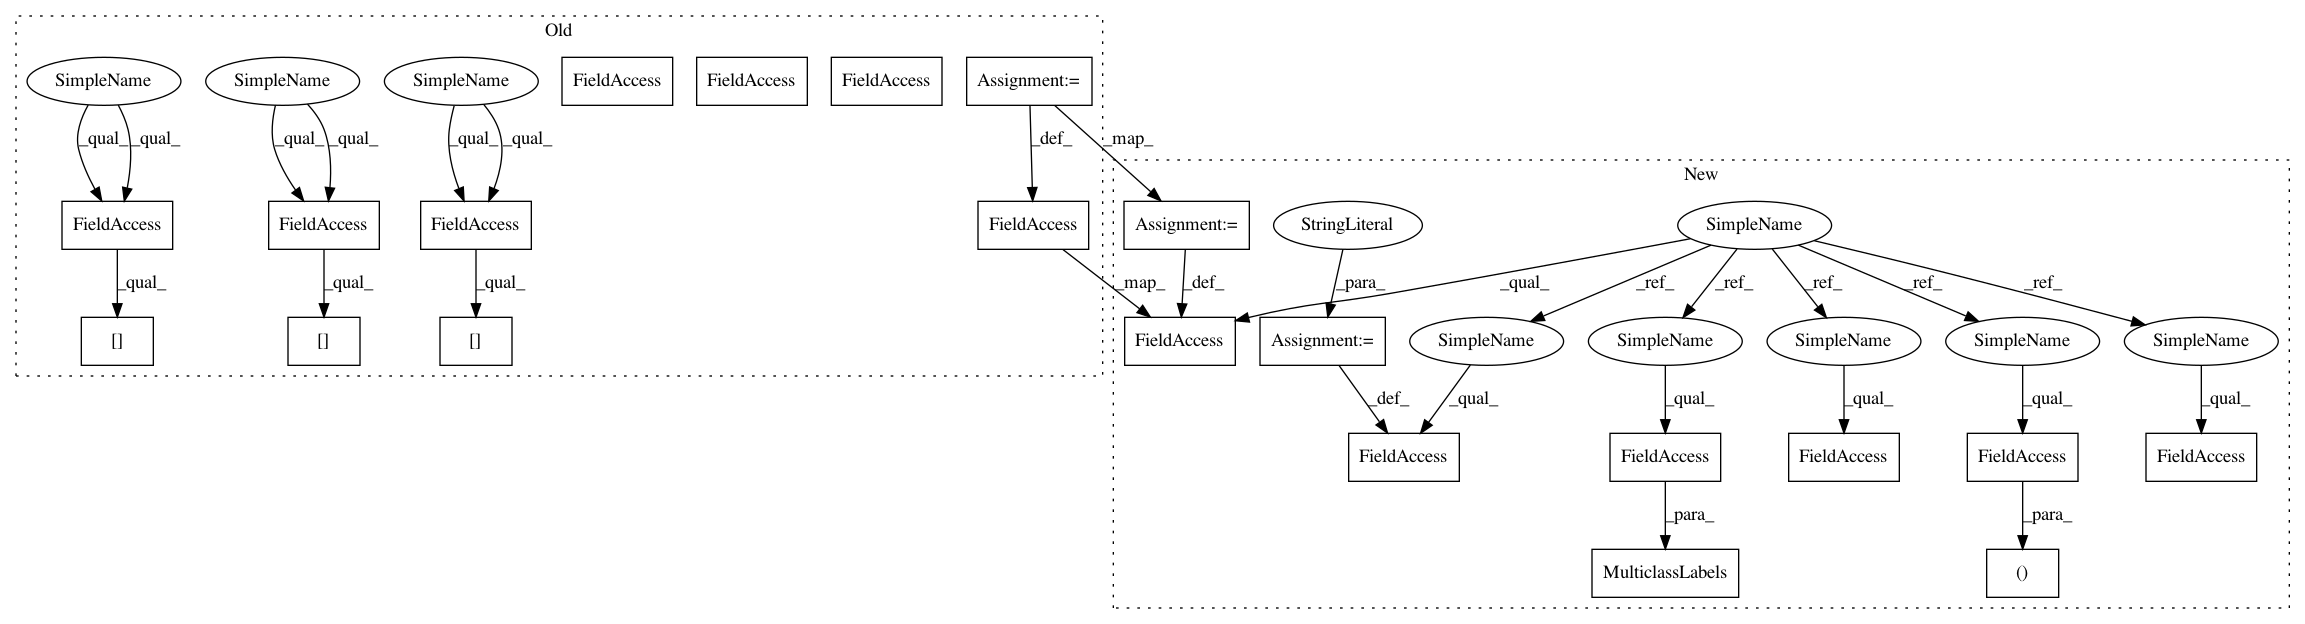 Old
SimpleName
SimpleName
SimpleName
FieldAccess
FieldAccess
FieldAccess
Assignment:=
_qual_
_qual_
_qual_
_qual_
_qual_
_qual_
_def_
_map_
New
FieldAccess
FieldAccess
FieldAccess
FieldAccess
Assignment:=
StringLiteral
SimpleName
_qual_
_qual_
_qual_
_map_
_def_
_para_
_qual_
_ref_
_ref_
_ref_
_ref_
_ref_
[]
[]
[]
FieldAccess
Assignment:=
SimpleName
SimpleName
SimpleName
SimpleName
SimpleName
_def_
_qual_
_qual_
_qual_
_qual_
_qual_
FieldAccess
FieldAccess
FieldAccess
FieldAccess
FieldAccess
_para_
_para_
MulticlassLabels
()